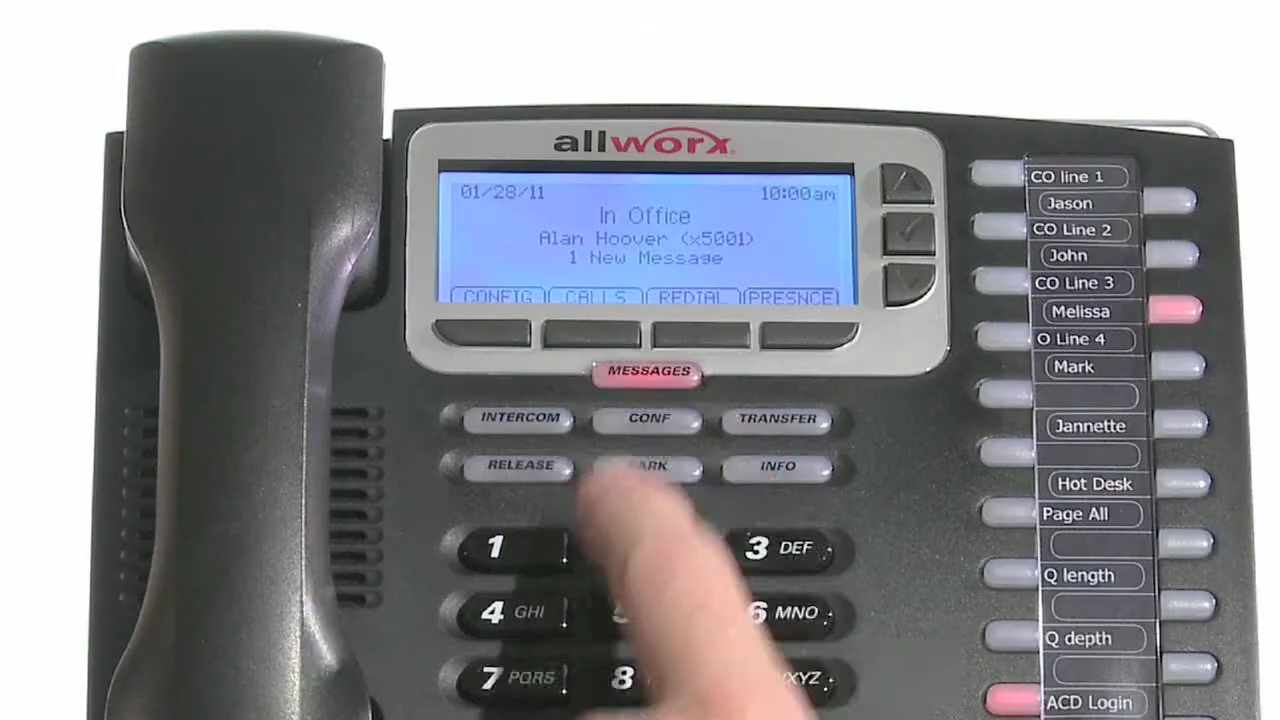 allworx
01/28/11 10:00am
In Office
Alan Hoover (x5001)
1 New Message
CONFIG CALLS REDIAL PRESNCE
MESSAGES
INTERCOM CONF TRANSFER
RELEASE INFO
1 3 DEF
4 GHI 6 MNO
7 PQRS 8
CO line 1
Jason
CO Line 2
John
CO Line 3
Melissa
O Line 4
Mark
Jannette
Hot Desk
Page All
Q length
Q depth
ACD Login